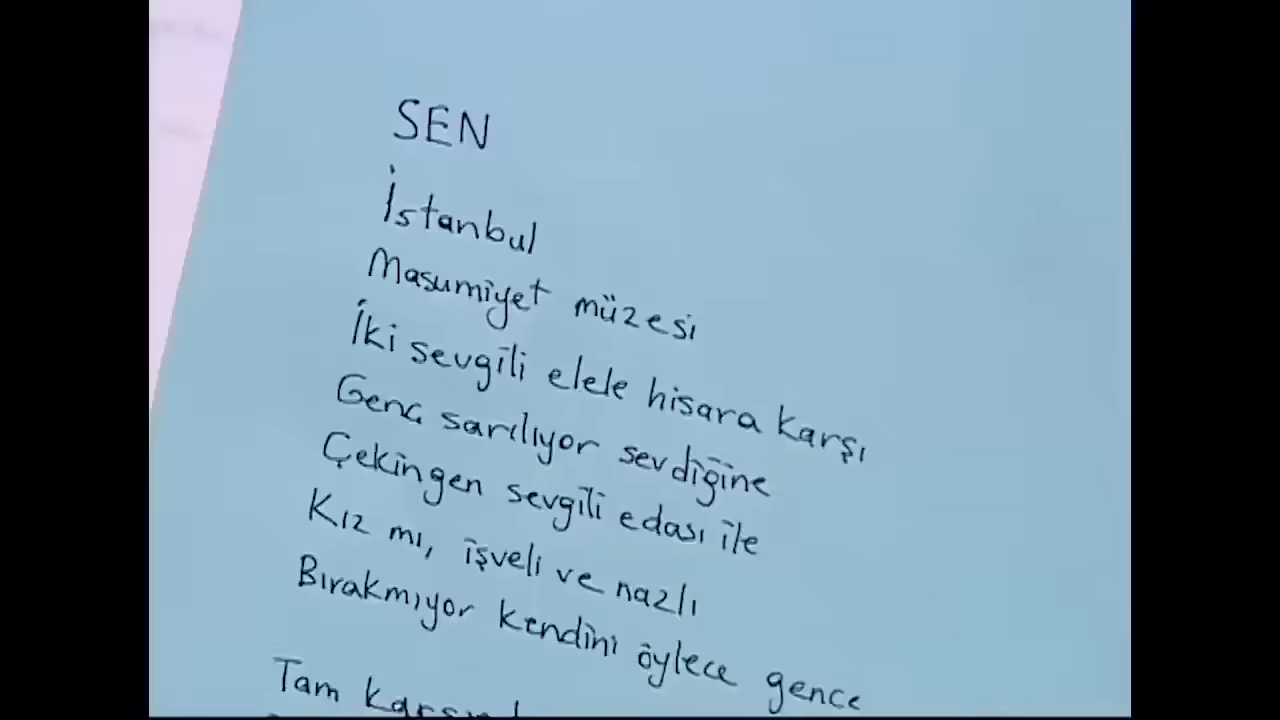 SEN
İstanbul
Masumiyet müzesi
İki sevgili elele hisara karşı
Genç sarılıyor sevdiğine
Çekingen sevgili edası ile
Kız mı, işveli ve nazlı
Bırakmıyor kendini öylece gence
Tam